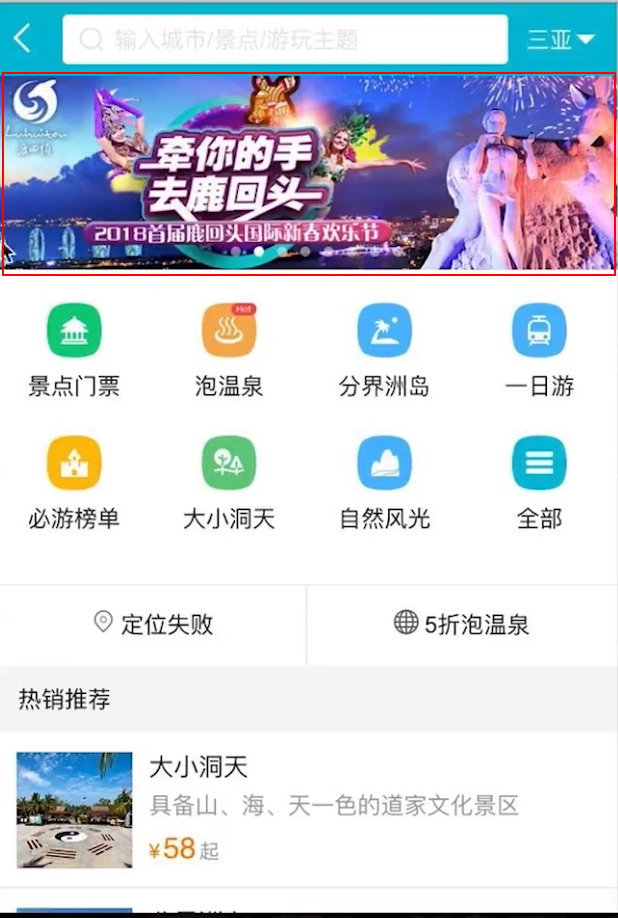 输入城市/景点/游玩主题
三亚
Luhuitou
鹿回头
牵你的手
去鹿回头
2018首届鹿回头国际新春欢乐节
Hot
景点门票
泡温泉
分界洲岛
一日游
必游榜单
大小洞天
自然风光
全部
定位失败
5折泡温泉
热销推荐
大小洞天
具备山、海、天一色的道家文化景区
¥58起